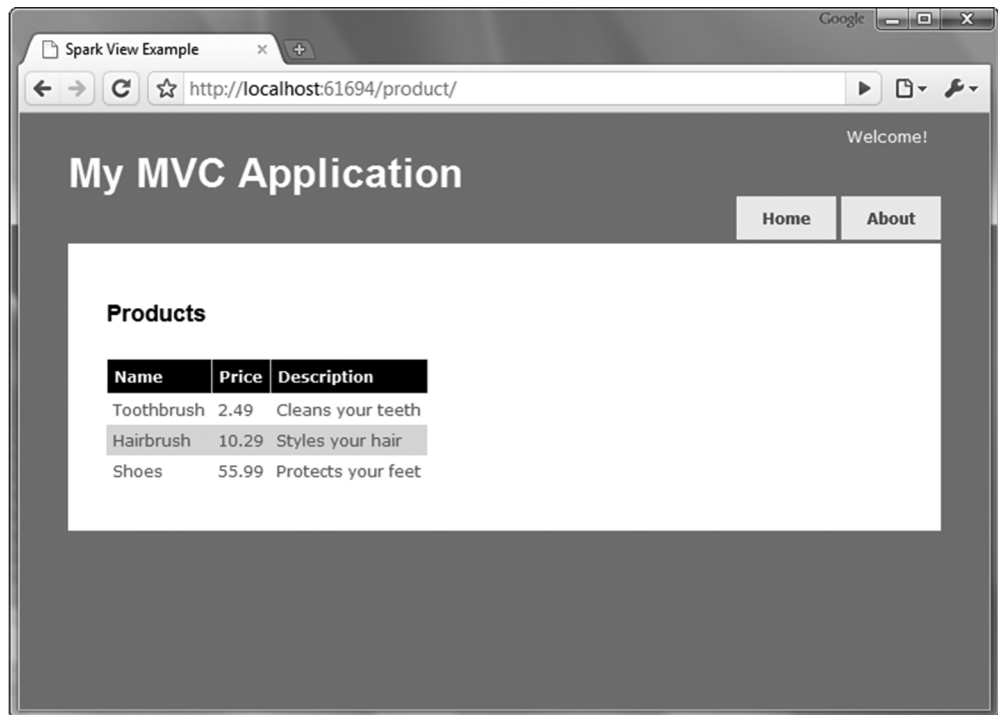 Google
Spark View Example
http://localhost:61694/product/
Welcome!
My MVC Application
Home About
Products
Name Price Description
Toothbrush 2.49 Cleans your teeth
Hairbrush 10.29 Styles your hair
Shoes 55.99 Protects your feet